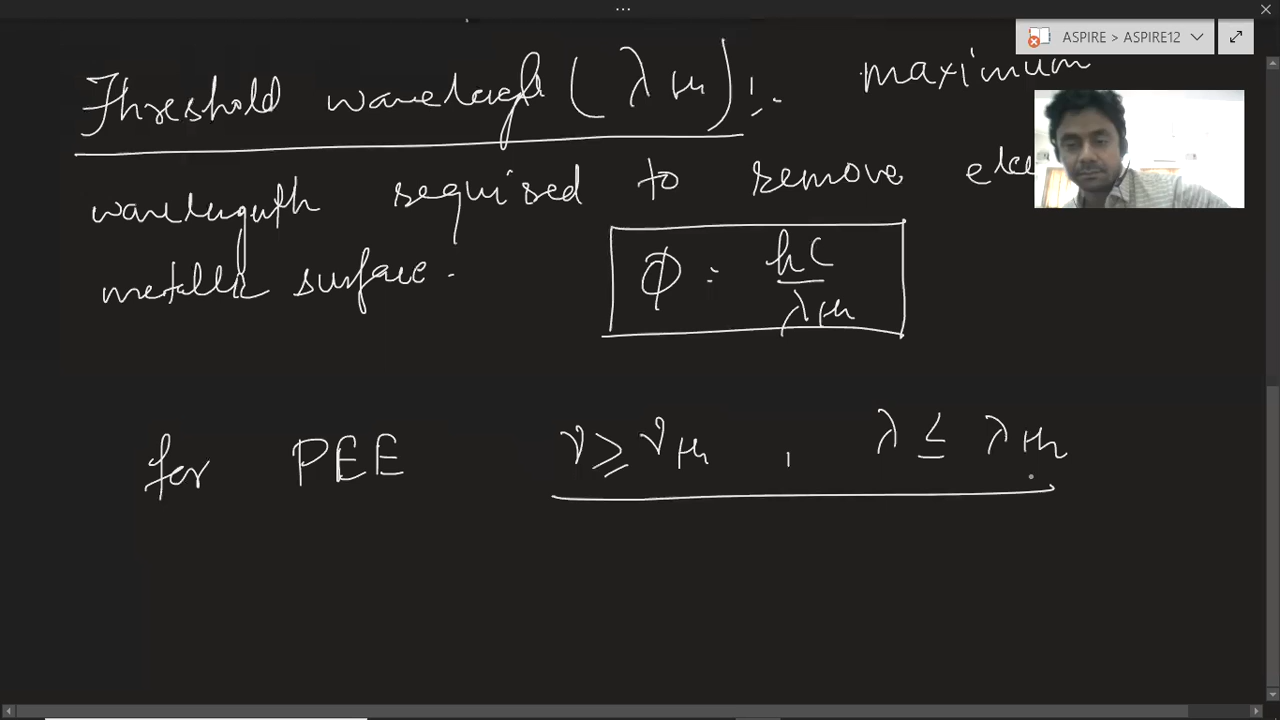 ...
ASPIRE > ASPIRE12
Threshold wavelength (λth) :- maximum
wavelength required to remove elec
metallic surface.
Φ = hc/λth
for PEE ν ≥ νth , λ ≤ λth